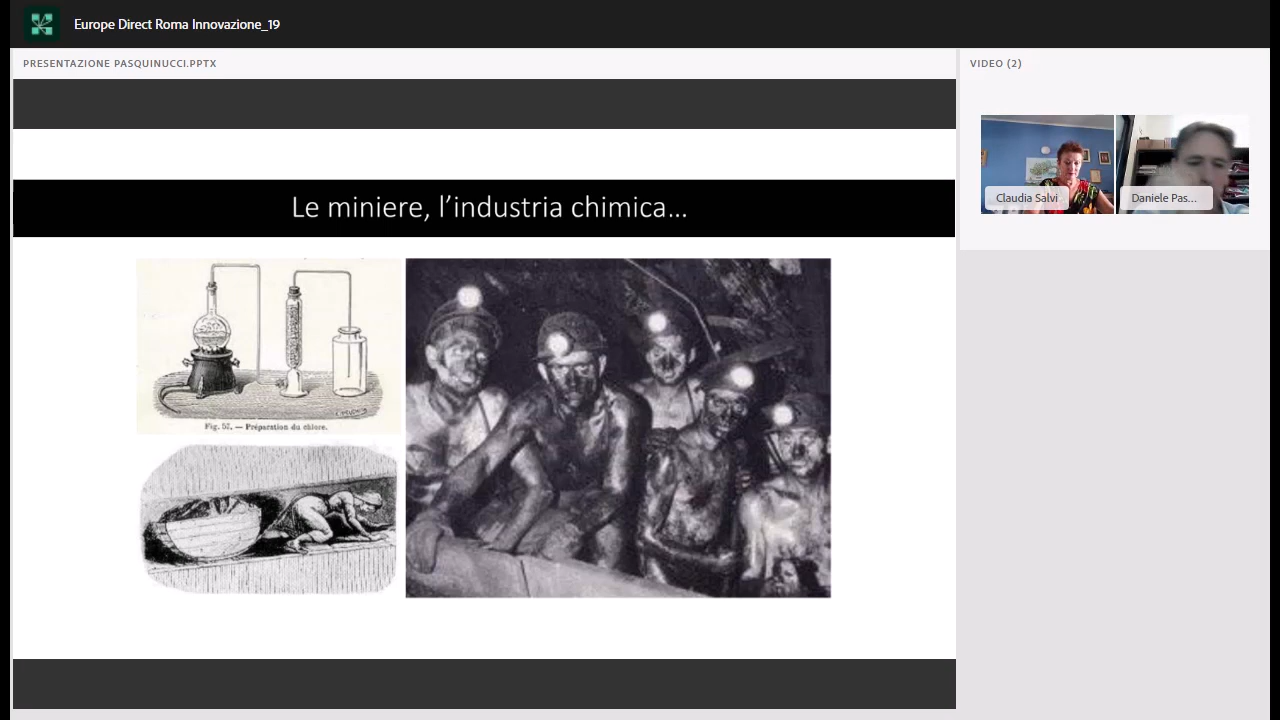 Europe Direct Roma Innovazione_19
PRESENTAZIONE PASQUINUCCI.PPTX
VIDEO (2)
Le miniere, l'industria chimica...
Claudia Salvi
Daniele Pas...
Fig. 57. — Préparation du chlore.